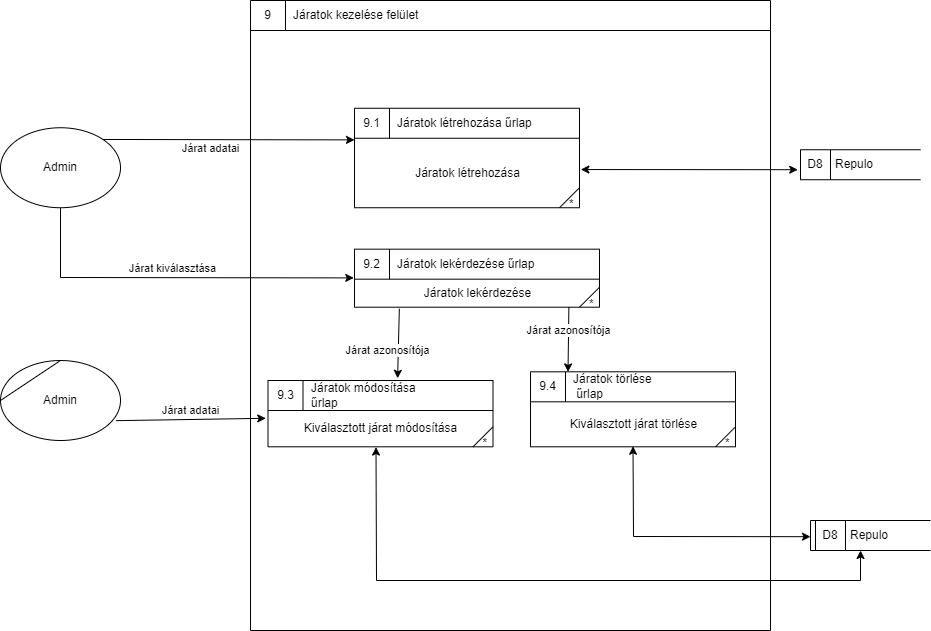 9 Járatok kezelése felület
9.1 Járatok létrehozása űrlap
Járat adatai
Admin
Járatok létrehozása
*
D8 Repulo
9.2 Járatok lekérdezése űrlap
Járat kiválasztása
Járatok lekérdezése
*
Járat azonosítója
Járat azonosítója
9.3 Járatok módosítása
űrlap
9.4 Járatok törlése
űrlap
Admin
Járat adatai
Kiválasztott járat módosítása
*
Kiválasztott járat törlése
*
D8 Repulo